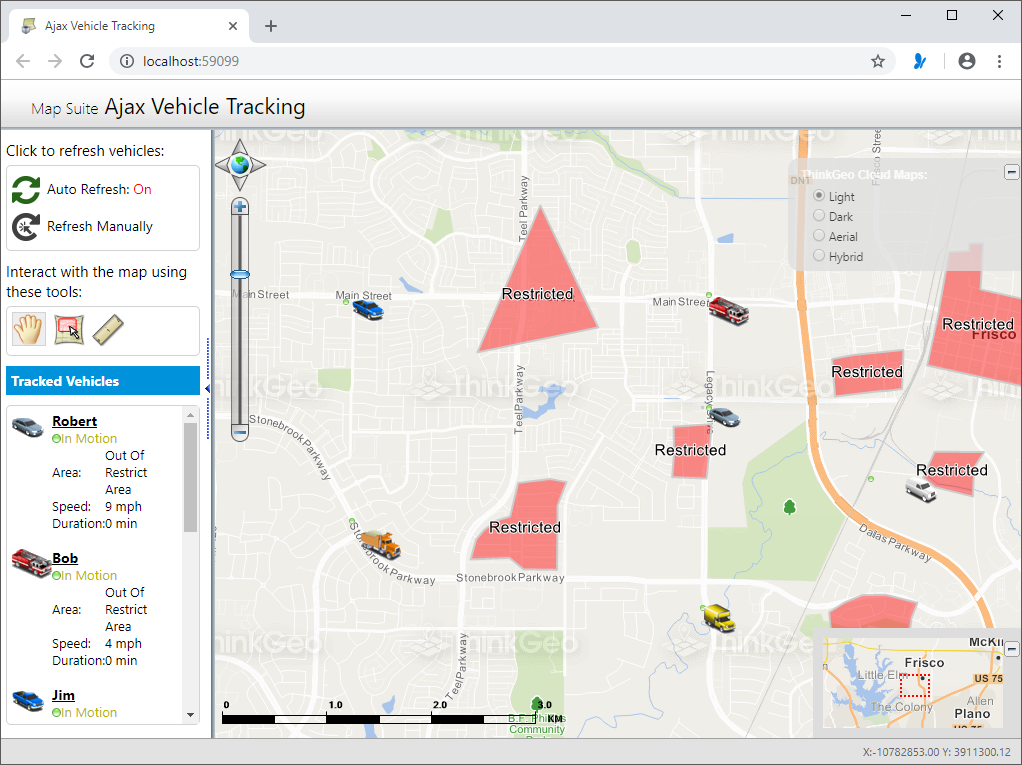 Ajax Vehicle Tracking
localhost:59099
Map Suite Ajax Vehicle Tracking
Click to refresh vehicles:
Auto Refresh: On
Refresh Manually
Interact with the map using
these tools:
Tracked Vehicles
Robert
In Motion
Out Of
Area: Restrict
Area
Speed: 9 mph
Duration:0 min
Bob
In Motion
Out Of
Area: Restrict
Area
Speed: 4 mph
Duration:0 min
Jim
In Motion
ThinkGeo
ThinkGeo
ThinkGeo
DNT
ThinkGeo Cloud Maps:
Light
Dark
Aerial
Hybrid
Teel Parkway
Main Street
Main Street
Main Street
Restricted
Restricted
Frisco
Restricted
ThinkGeo
ThinkGeo
Teel Parkway
Stonebrook Parkway
Restricted
Restricted
Restricted
Stonebrook Parkway
Stonebrook Parkway
Dalas Parkway
ThinkGeo
ThinkGeo
ThinkGeo
Teel Parkway
0 1.0 2.0 3.0
KM
Community
McKi
Frisco
Little Elm
US 75
The Colony
Allen
Plano
X:-10782853.00 Y: 3911300.12